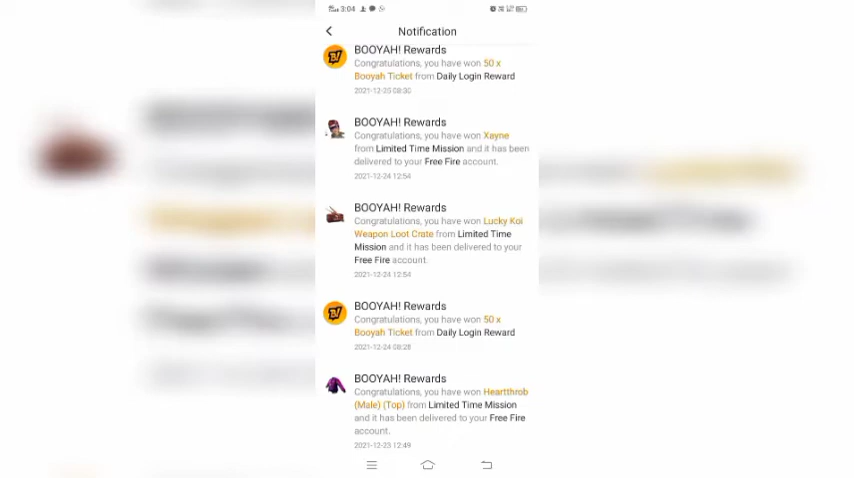 3:04
Notification
BOOYAH! Rewards
Congratulations, you have won 50 x
Booyah Ticket from Daily Login Reward
BOOYAH! Rewards
Congratulations, you have won Xayne
from Limited Time Mission and it has been
delivered to your Free Fire account.
2021-12-24 12:54
BOOYAH! Rewards
Congratulations, you have won Lucky Koi
Weapon Loot Crate from Limited Time
Mission and it has been delivered to your
Free Fire account.
2021-12-24 12:54
BOOYAH! Rewards
Congratulations, you have won 50 x
Booyah Ticket from Daily Login Reward
2021-12-24 08:28
BOOYAH! Rewards
Congratulations, you have won Heartthrob
(Male) (Top) from Limited Time Mission
and it has been delivered to your Free Fire
account.
2021-12-23 12:49